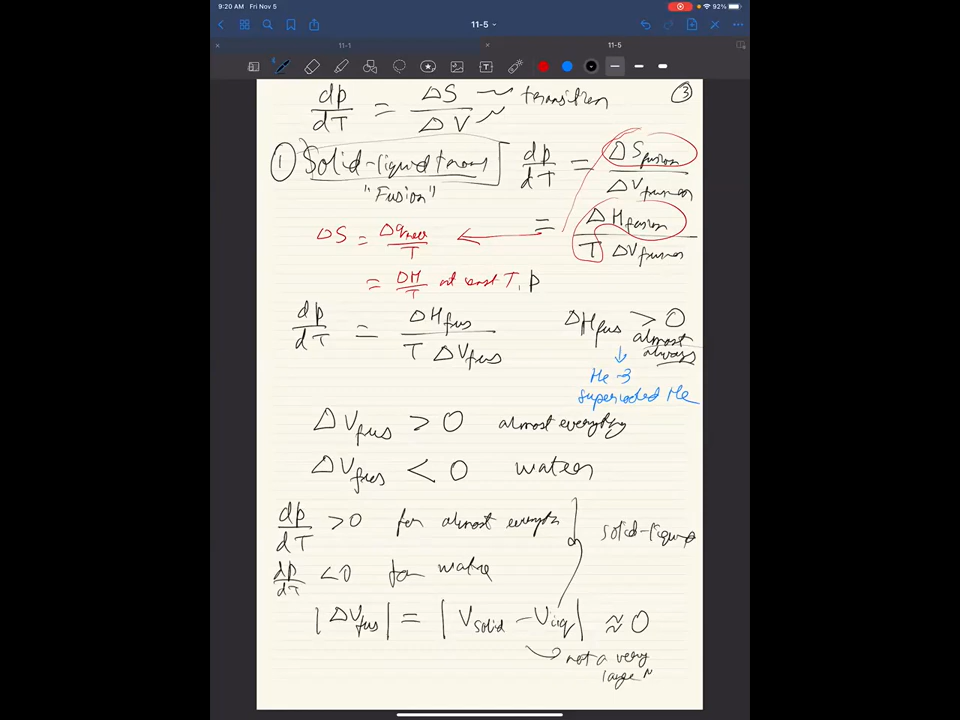 9:20 AM Fri Nov 5
92%
11-5
11-1
11-5
dp/dT = ΔS/ΔV transition
③
① Solid-liquid trans
"Fusion"
dp/dT = ΔS fusion/ΔV fusion
= ΔH fusion/T ΔV fusion
ΔS = Δq rev/T
= ΔH/T at const T, p
dp/dT = ΔH fus/T ΔV fus
ΔH fus > 0
almost
always
He-3
supercooled He
ΔV fus > 0 almost everything
ΔV fus < 0 water
dp/dT > 0 for almost everyth
solid-liquid
dp/dT < 0 for water
|ΔV fus| = |V solid - V liq| ≈ 0
not a very
large